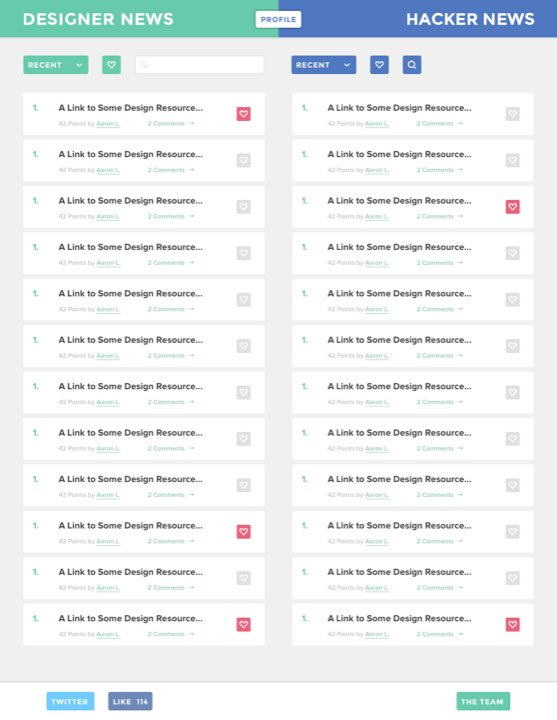 DESIGNER NEWS
PROFILE
HACKER NEWS
RECENT
1. A Link to Some Design Resource...
42 Points by Aaron L. 2 Comments →
1. A Link to Some Design Resource...
42 Points by Aaron L. 2 Comments →
1. A Link to Some Design Resource...
42 Points by Aaron L. 2 Comments →
1. A Link to Some Design Resource...
42 Points by Aaron L. 2 Comments →
1. A Link to Some Design Resource...
42 Points by Aaron L. 2 Comments →
1. A Link to Some Design Resource...
42 Points by Aaron L. 2 Comments →
1. A Link to Some Design Resource...
42 Points by Aaron L. 2 Comments →
1. A Link to Some Design Resource...
42 Points by Aaron L. 2 Comments →
1. A Link to Some Design Resource...
42 Points by Aaron L. 2 Comments →
1. A Link to Some Design Resource...
42 Points by Aaron L. 2 Comments →
1. A Link to Some Design Resource...
42 Points by Aaron L. 2 Comments →
1. A Link to Some Design Resource...
42 Points by Aaron L. 2 Comments →
RECENT
1. A Link to Some Design Resource...
42 Points by Aaron L. 2 Comments →
1. A Link to Some Design Resource...
42 Points by Aaron L. 2 Comments →
1. A Link to Some Design Resource...
42 Points by Aaron L. 2 Comments →
1. A Link to Some Design Resource...
42 Points by Aaron L. 2 Comments →
1. A Link to Some Design Resource...
42 Points by Aaron L. 2 Comments →
1. A Link to Some Design Resource...
42 Points by Aaron L. 2 Comments →
1. A Link to Some Design Resource...
42 Points by Aaron L. 2 Comments →
1. A Link to Some Design Resource...
42 Points by Aaron L. 2 Comments →
1. A Link to Some Design Resource...
42 Points by Aaron L. 2 Comments →
1. A Link to Some Design Resource...
42 Points by Aaron L. 2 Comments →
1. A Link to Some Design Resource...
42 Points by Aaron L. 2 Comments →
1. A Link to Some Design Resource...
42 Points by Aaron L. 2 Comments →
TWITTER
LIKE 114
THE TEAM